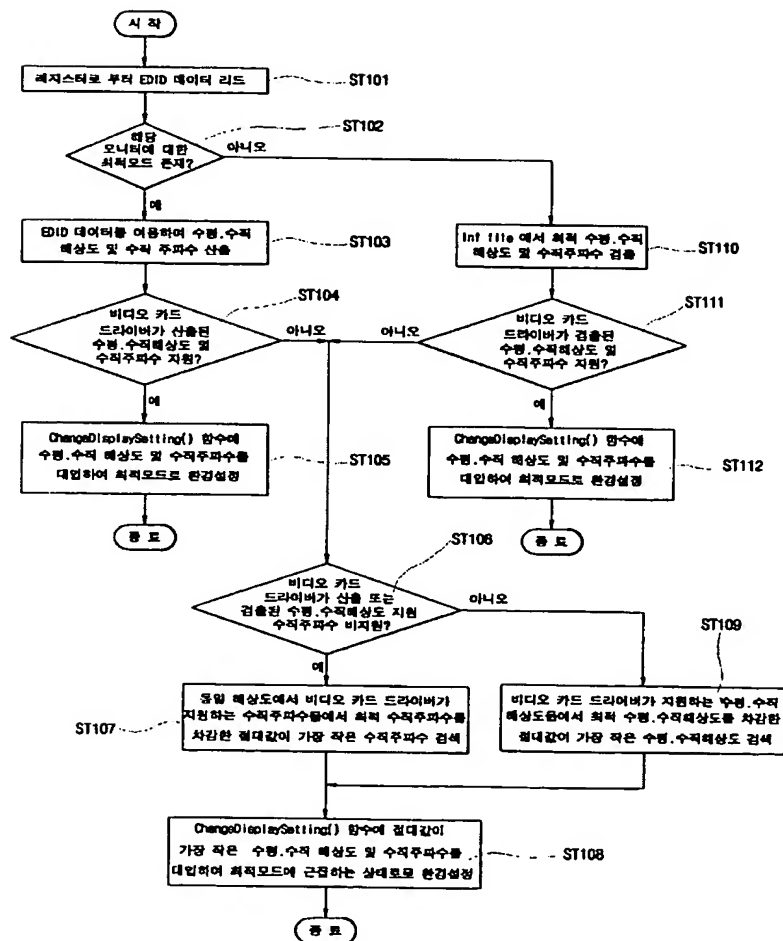 시 작
레지스터로 부터 EDID 데이터 리드
ST101
해당
모니터에 대한
최적모드 존재?
ST102
아니오
예
EDID 데이터를 이용하여 수평.수직
해상도 및 수직 주파수 산출
ST103
Inf file 에서 최적 수평.수직
해상도 및 수직주파수 검출
ST110
비디오 카드
드라이버가 산출된
수평.수직해상도 및
수직주파수 지원?
ST104
아니오
아니오
비디오 카드
드라이버가 검출된
수평.수직해상도 및
수직주파수 지원?
ST111
예
예
ChangeDisplaySetting() 함수에
수평.수직 해상도 및 수직주파수를
대입하여 최적모드로 환경설정
ST105
ChangeDisplaySetting() 함수에
수평.수직 해상도 및 수직주파수를
대입하여 최적모드로 환경설정
ST112
종 료
종 료
비디오 카드
드라이버가 산출 또는
검출된 수평.수직해상도 지원
수직주파수 비지원?
ST106
아니오
예
동일 해상도에서 비디오 카드 드라이버가
지원하는 수직주파수들에서 최적 수직주파수를
차감한 절대값이 가장 작은 수직주파수 검색
ST107
비디오 카드 드라이버가 지원하는 수평.수직
해상도들에서 최적 수평.수직해상도를 차감한
절대값이 가장 작은 수평.수직해상도 검색
ST109
ChangeDisplaySetting() 함수에 절대값이
가장 작은 수평.수직 해상도 및 수직주파수를
대입하여 최적모드에 근접하는 상태로 환경설정
ST108
종 료